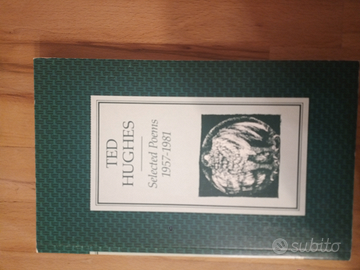 TED
HUGHES
Selected Poems
1957-1981
subito